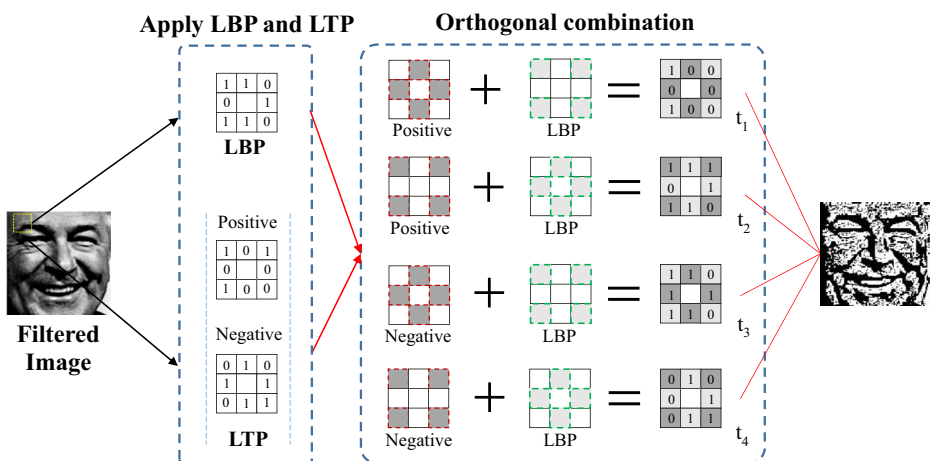 Apply LBP and LTP
Orthogonal combination
1 1 0
0 1
1 1 0
LBP
Positive
1 0 1
0 0
1 0 0
Negative
0 1 0
1 1
0 1 1
LTP
Filtered
Image
Positive
+
LBP
=
1 0 0
0 0
1 0 0
t1
Positive
+
LBP
=
1 1 1
0 1
1 1 0
t2
Negative
+
LBP
=
1 1 0
1 1
1 1 0
t3
Negative
+
LBP
=
0 1 0
0 1
0 1 1
t4